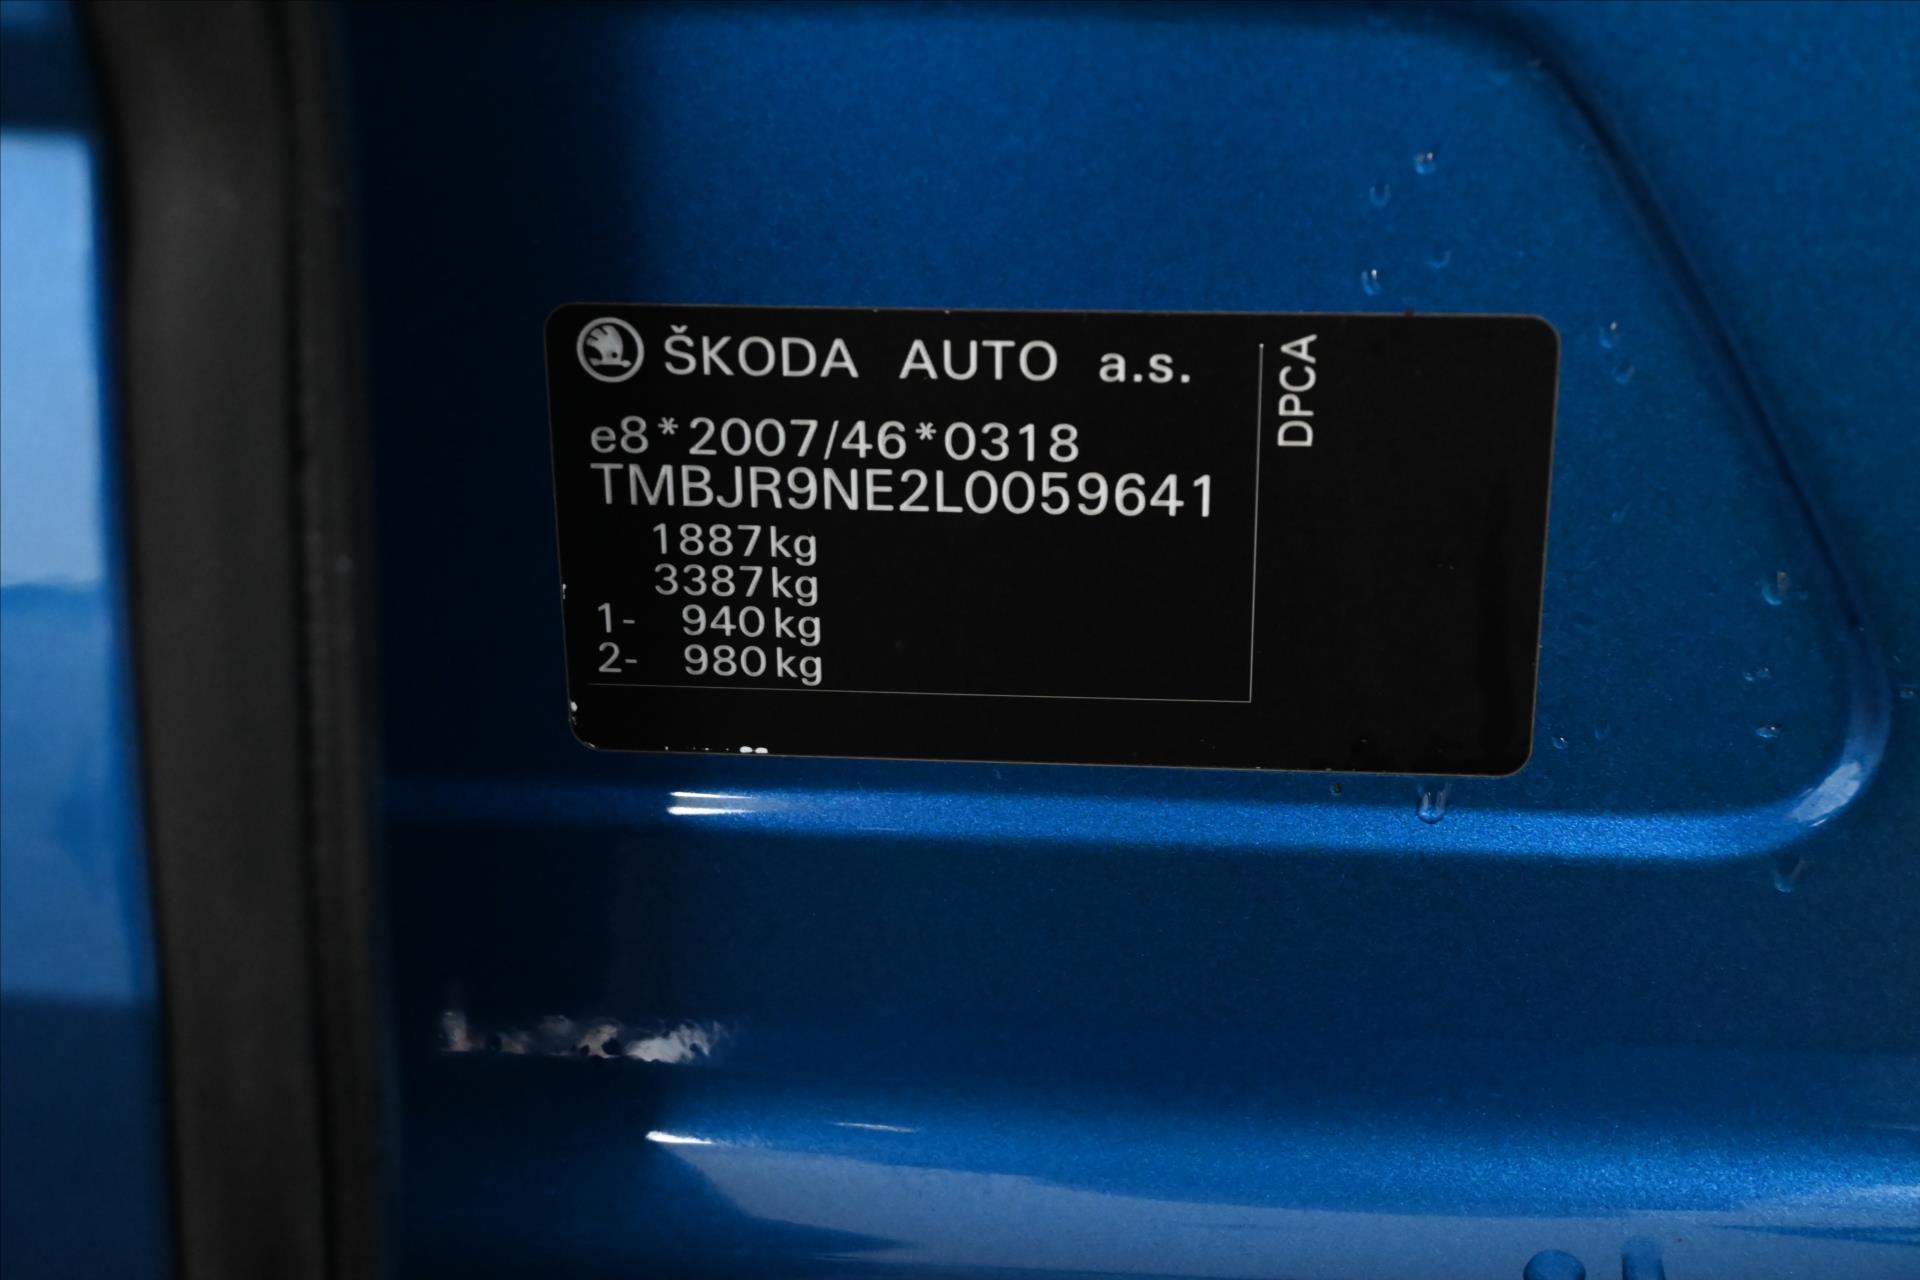 ŠKODA AUTO a.s.
e8*2007/46*0318
TMBJR9NE2L0059641
1887kg
3387kg
1- 940kg
2- 980kg
DPCA